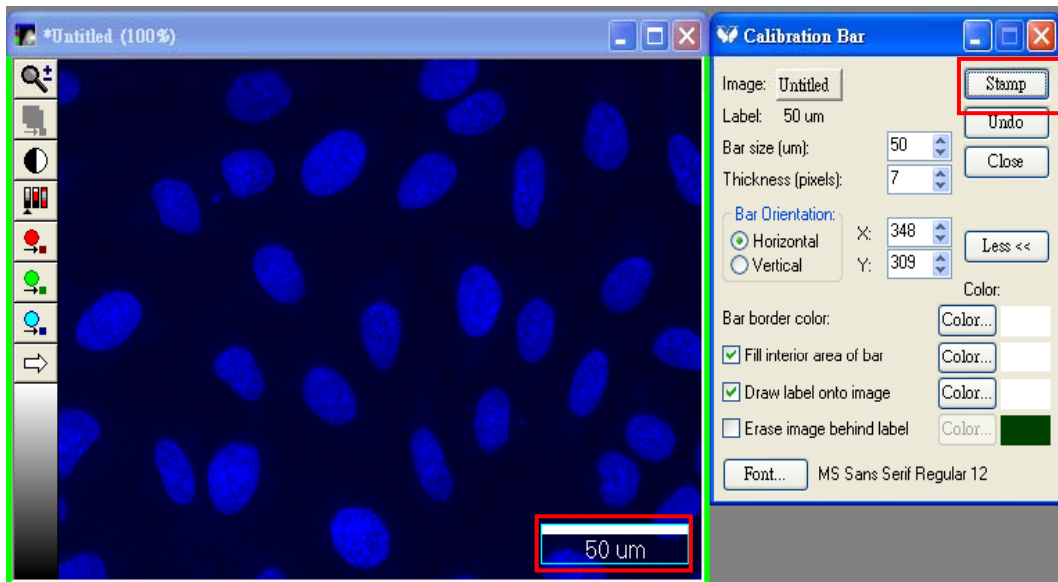 *Untitled (100%)
50 um
Calibration Bar
Image: Untitled
Stamp
Label: 50 um
Undo
Bar size (um): 50
Close
Thickness (pixels): 7
Bar Orientation:
Horizontal
X: 348
Less <<
Vertical
Y: 309
Color:
Bar border color: Color...
Fill interior area of bar Color...
Draw label onto image Color...
Erase image behind label Color...
Font... MS Sans Serif Regular 12